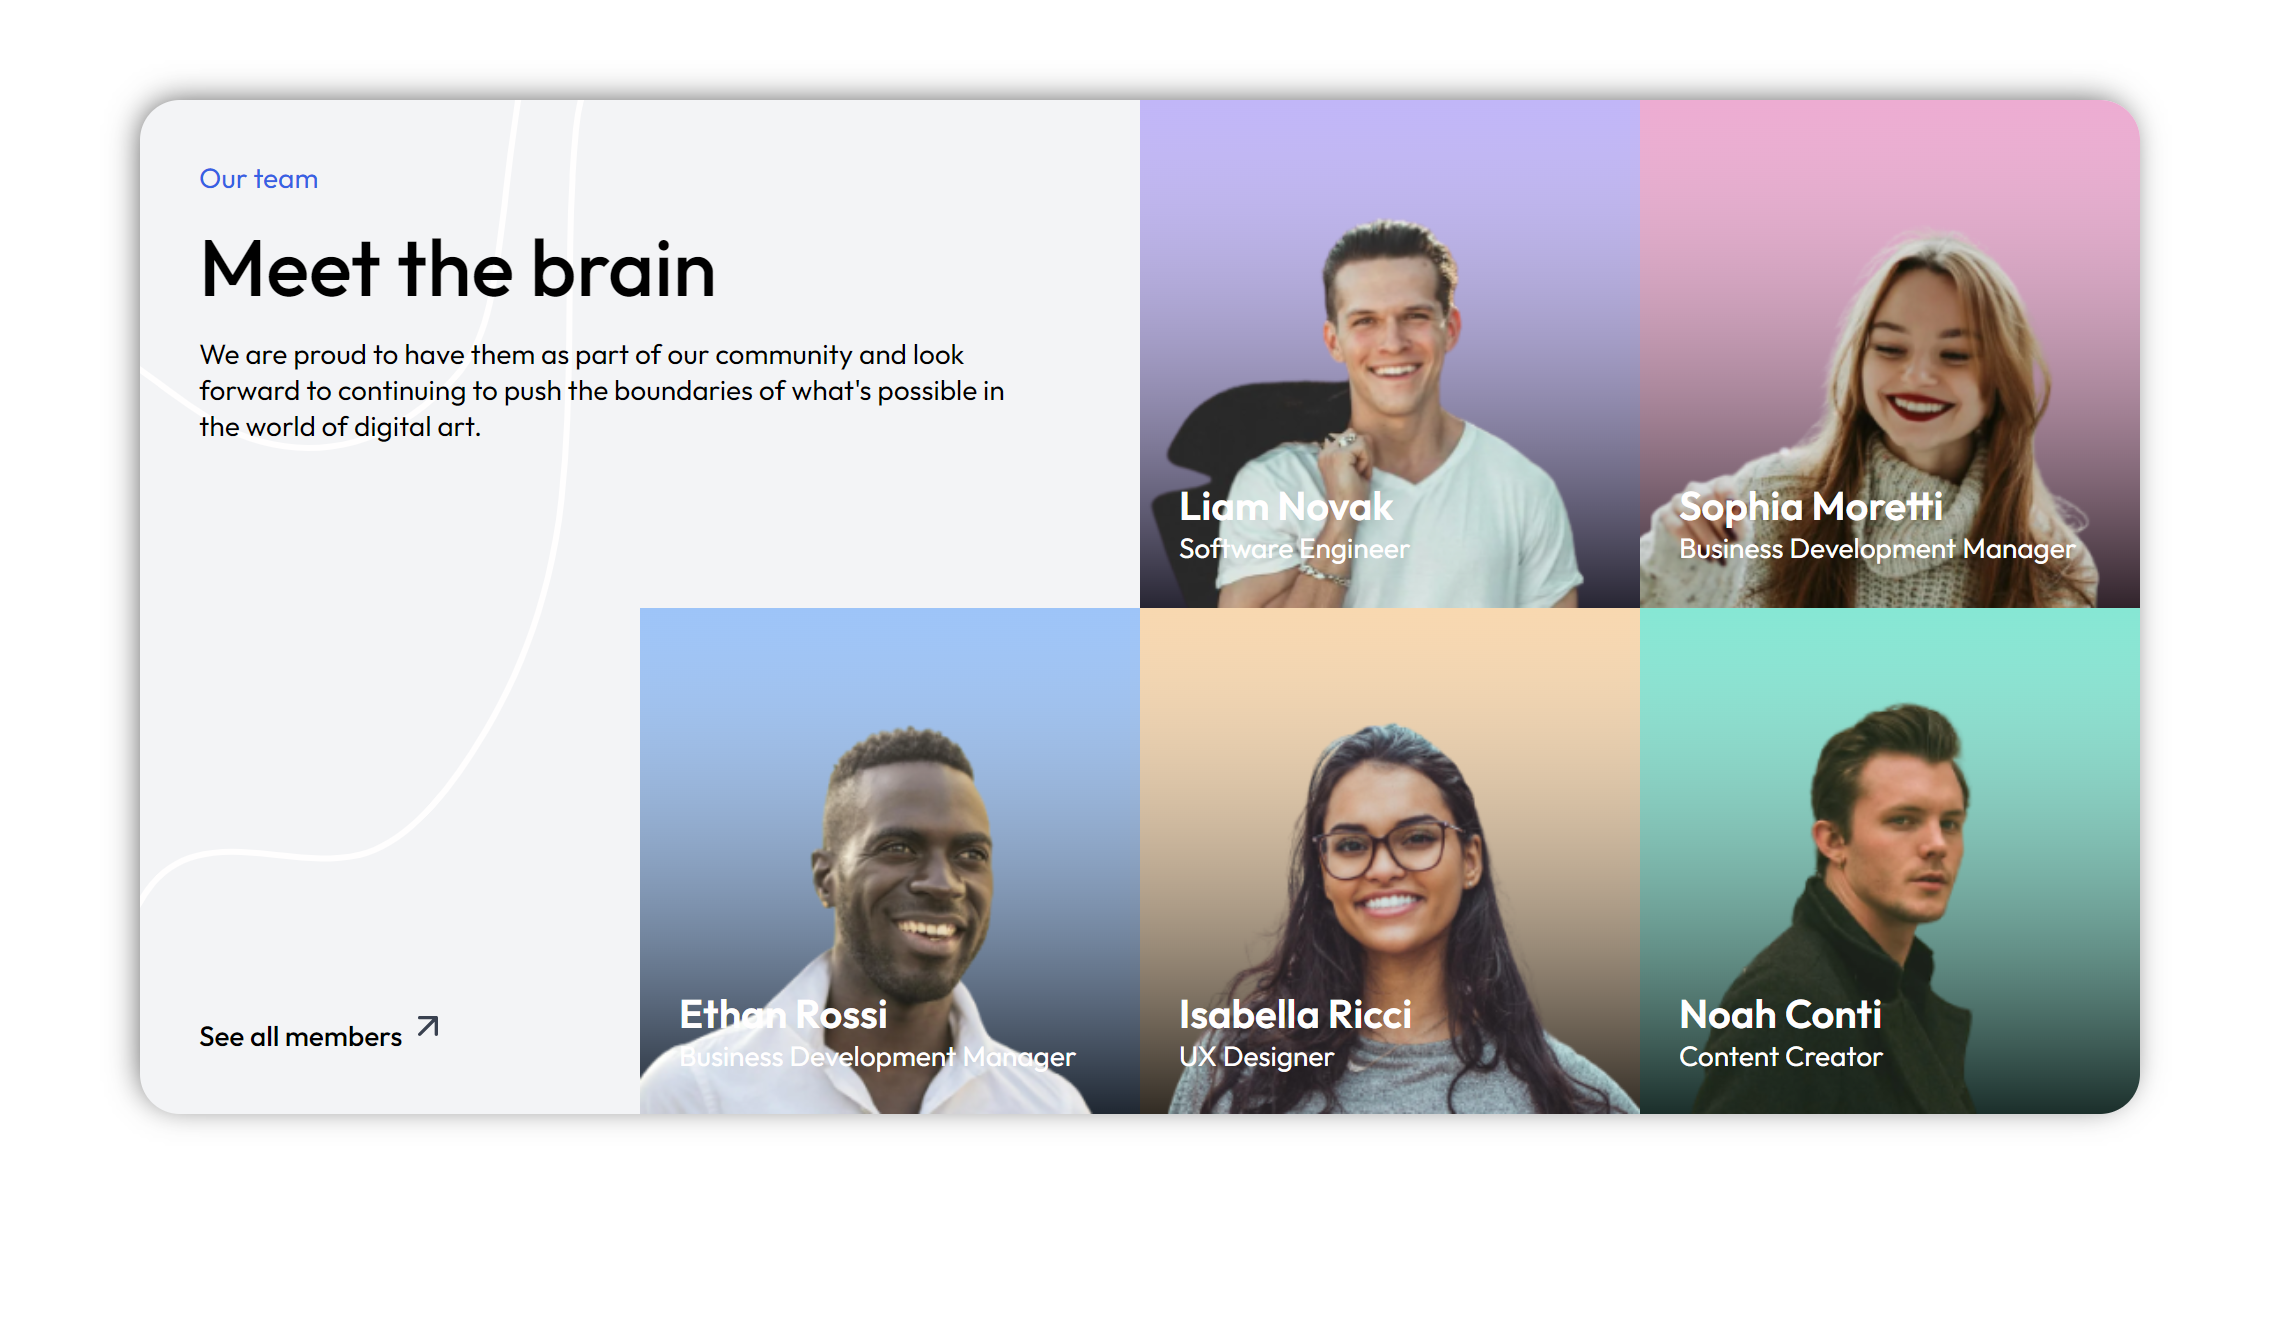 Our team
Meet the brain
We are proud to have them as part of our community and look
forward to continuing to push the boundaries of what's possible in
the world of digital art.
See all members
Liam Novak
Software Engineer
Sophia Moretti
Business Development Manager
Ethan Rossi
Business Development Manager
Isabella Ricci
UX Designer
Noah Conti
Content Creator